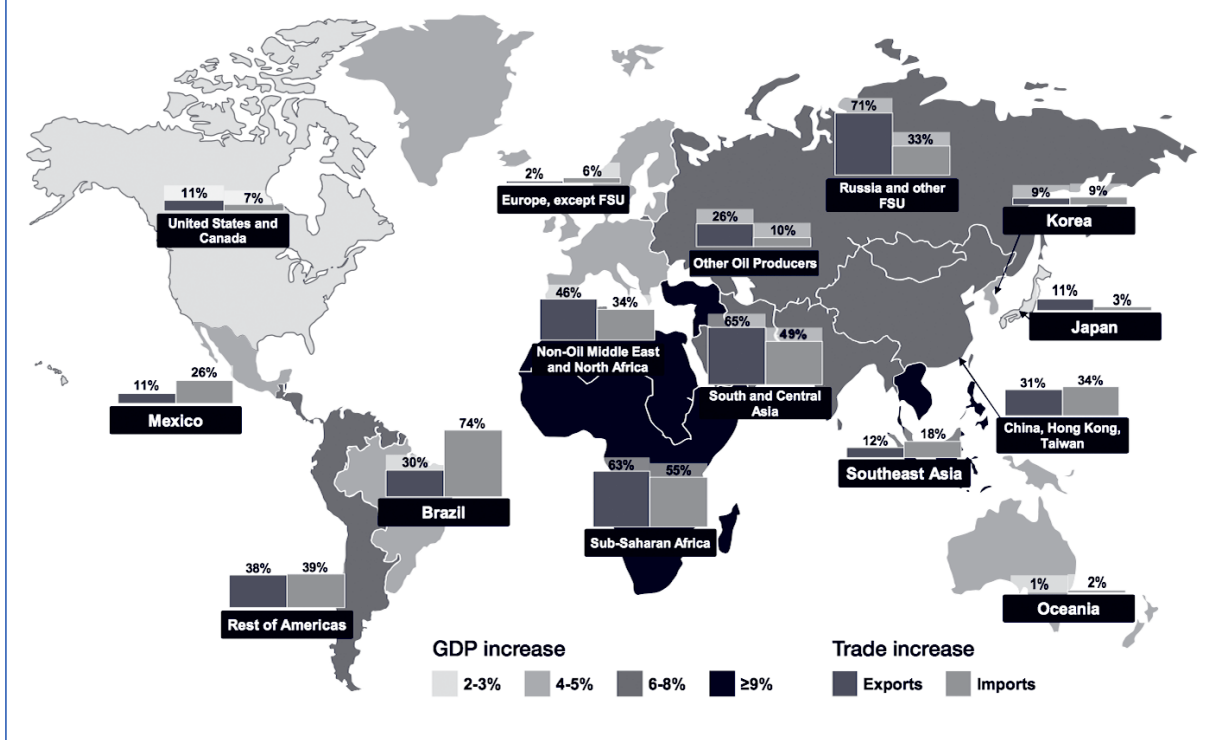 71%
33%
Russia and other
FSU
2% 6%
Europe, except FSU
11% 7%
United States and
Canada
9% 9%
Korea
26% 10%
Other Oil Producers
46% 34%
Non-Oil Middle East
and North Africa
65% 49%
South and Central
Asia
11% 3%
Japan
11% 26%
Mexico
31% 34%
China, Hong Kong,
Taiwan
12% 18%
Southeast Asia
30% 74%
Brazil
63% 55%
Sub-Saharan Africa
38% 39%
Rest of Americas
1% 2%
Oceania
GDP increase
2-3% 4-5% 6-8% ≥9%
Trade increase
Exports Imports